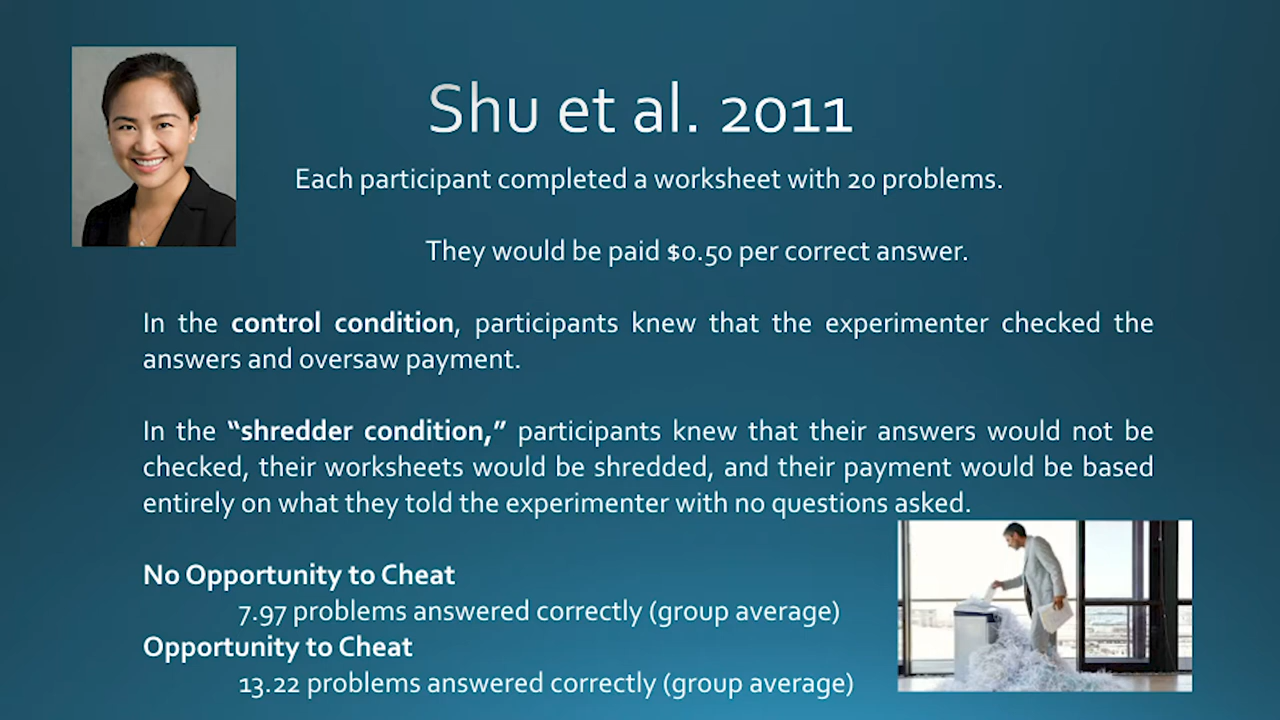 Shu et al. 2011
Each participant completed a worksheet with 20 problems.
They would be paid $0.50 per correct answer.
In the control condition, participants knew that the experimenter checked the
answers and oversaw payment.
In the “shredder condition,” participants knew that their answers would not be
checked, their worksheets would be shredded, and their payment would be based
entirely on what they told the experimenter with no questions asked.
No Opportunity to Cheat
7.97 problems answered correctly (group average)
Opportunity to Cheat
13.22 problems answered correctly (group average)